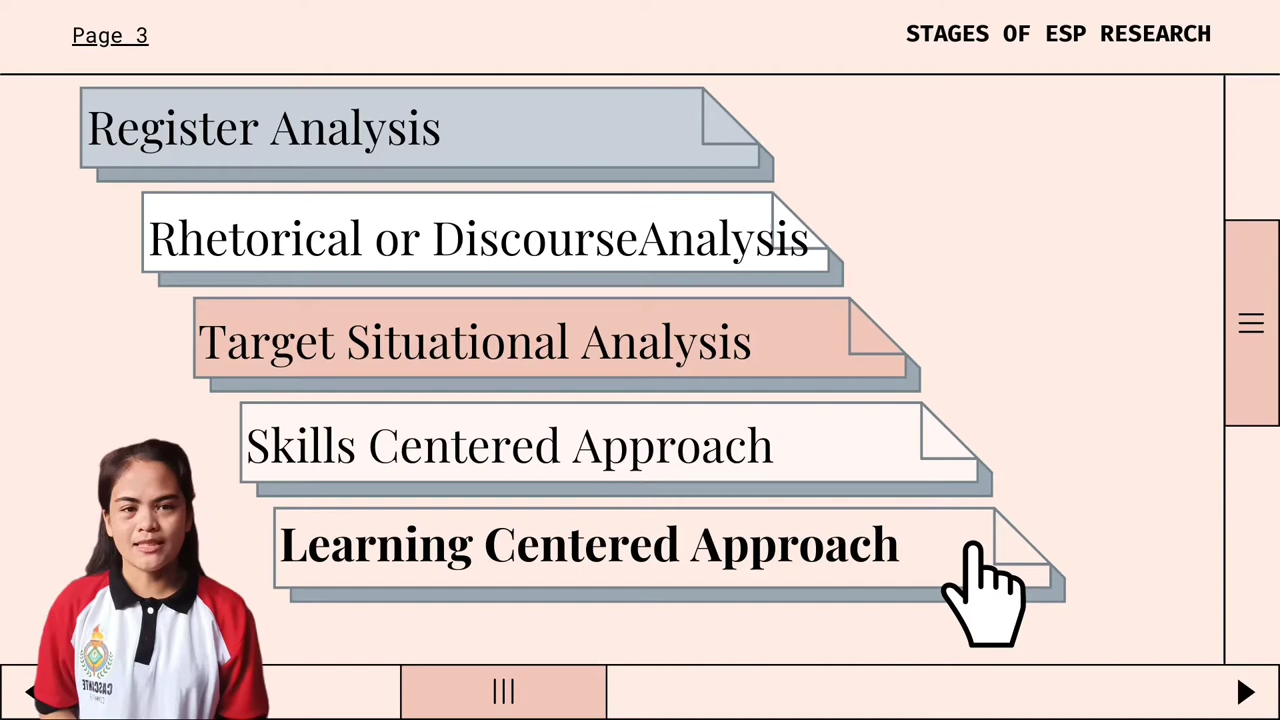 Page 3
STAGES OF ESP RESEARCH
Register Analysis
Rhetorical or DiscourseAnalysis
Target Situational Analysis
Skills Centered Approach
Learning Centered Approach